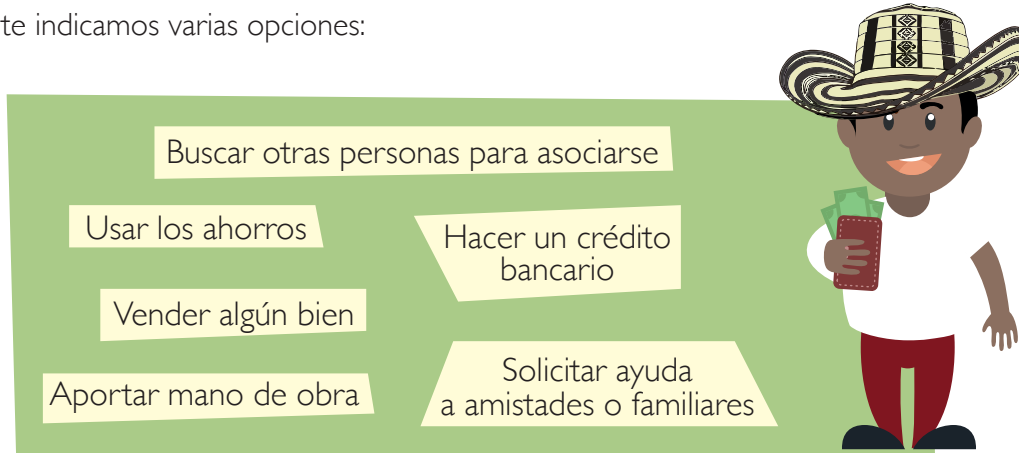 te indicamos varias opciones:
Buscar otras personas para asociarse
Usar los ahorros
Hacer un crédito
bancario
Vender algún bien
Solicitar ayuda
a amistades o familiares
Aportar mano de obra